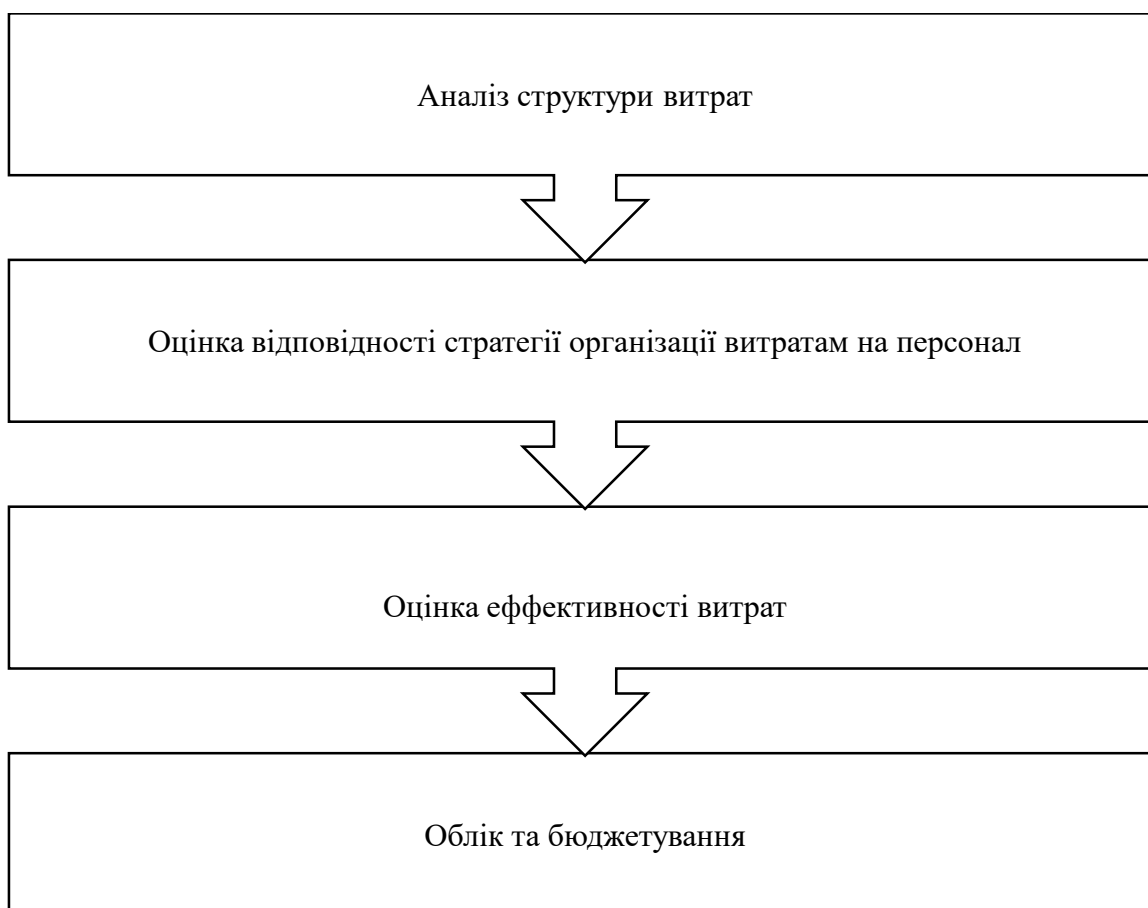 Аналіз структури витрат
Оцінка відповідності стратегії організації витратам на персонал
Оцінка еффективності витрат
Облік та бюджетування